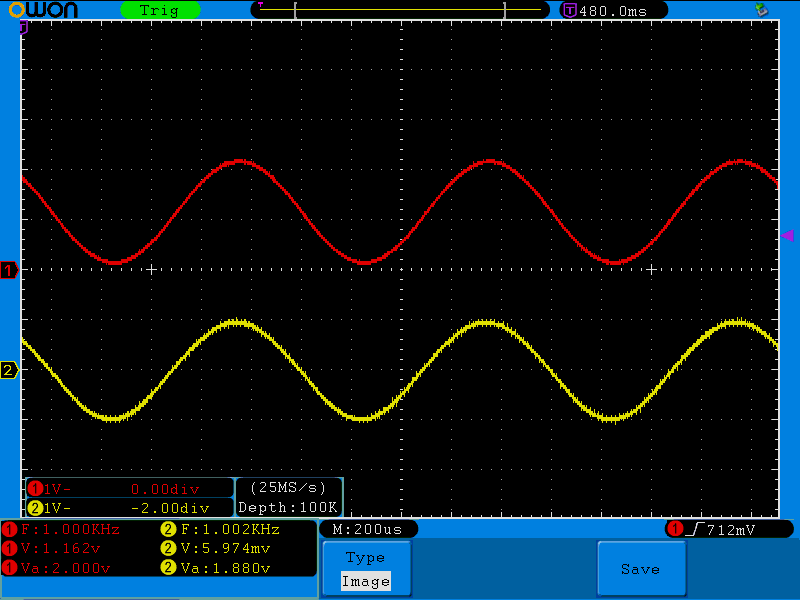 OWON Trig T 480.0ms
1
2
1 1V- 0.00div
2 1V- -2.00div
(25MS/s)
Depth:100K
1 F:1.000KHz 2 F:1.002KHz
1 V:1.162v 2 V:5.974mv
1 Va:2.000v 2 Va:1.880v
M:200us
1 712mV
Type
Image
Save